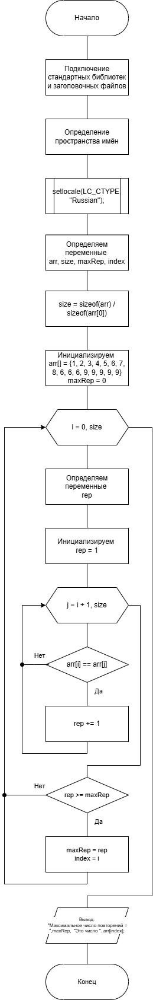 Начало
Подключение
стандартных библиотек
и заголовочных файлов
Определение
пространства имён
setlocale(LC_CTYPE,
"Russian");
Определяем
переменные
arr, size, maxRep, index
size = sizeof(arr) /
sizeof(arr[0])
Инициализируем
arr[] = {1, 2, 3, 4, 5, 6, 7,
8, 6, 6, 6, 9, 9, 9, 9, 9}
maxRep = 0
i = 0, size
Определяем
переменные
rep
Инициализируем
rep = 1
j = i + 1, size
Нет
arr[i] == arr[j]
Да
rep += 1
Нет
rep >= maxRep
Да
maxRep = rep
index = i
Вывод:
"Максимальное число повторений =
",maxRep, "Это число ". arr[index];
Конец